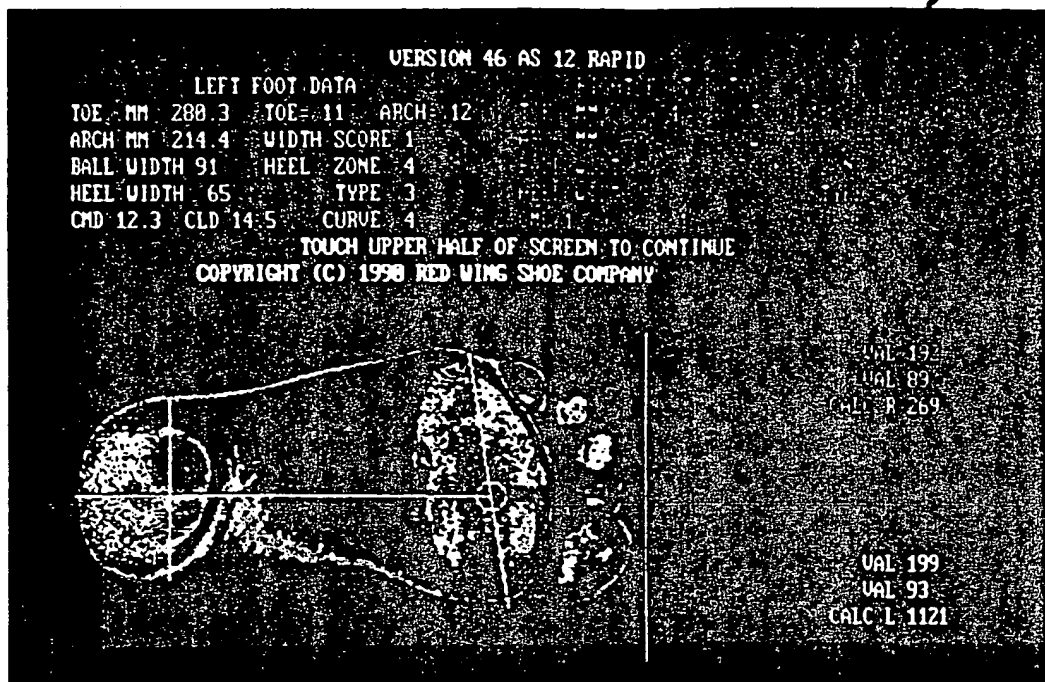 VERSION 46 AS 12 RAPID
LEFT FOOT DATA
TOE MM 280.3 TOE= 11 ARCH 12
ARCH MM 214.4 WIDTH SCORE 1
BALL WIDTH 91 HEEL ZONE 4
HEEL WIDTH 65 TYPE 3
CMD 12.3 CLD 14.5 CURVE 4
TOUCH UPPER HALF OF SCREEN TO CONTINUE
COPYRIGHT (C) 1998 RED WING SHOE COMPANY
VAL 192
VAL 89
CALC R 269
VAL 199
VAL 93
CALC L 1121